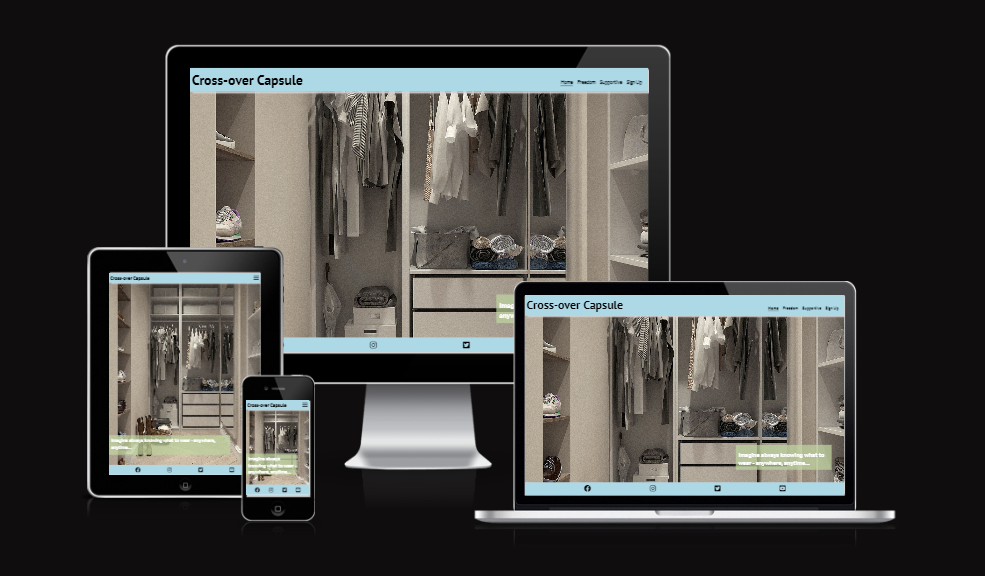 Cross-over Capsule
Home Freedom Supportive Sign Up
Imag
anyw
Cross-over Capsule
Imagine always knowing what to wear - anywhere,
anytime...
Cross-over Capsule
Imagine always
knowing what to
wear - anywhere,
anytime...
Cross-over Capsule
Home Freedom Supportive Sign Up
Imagine always knowing what to
wear - anywhere, anytime...